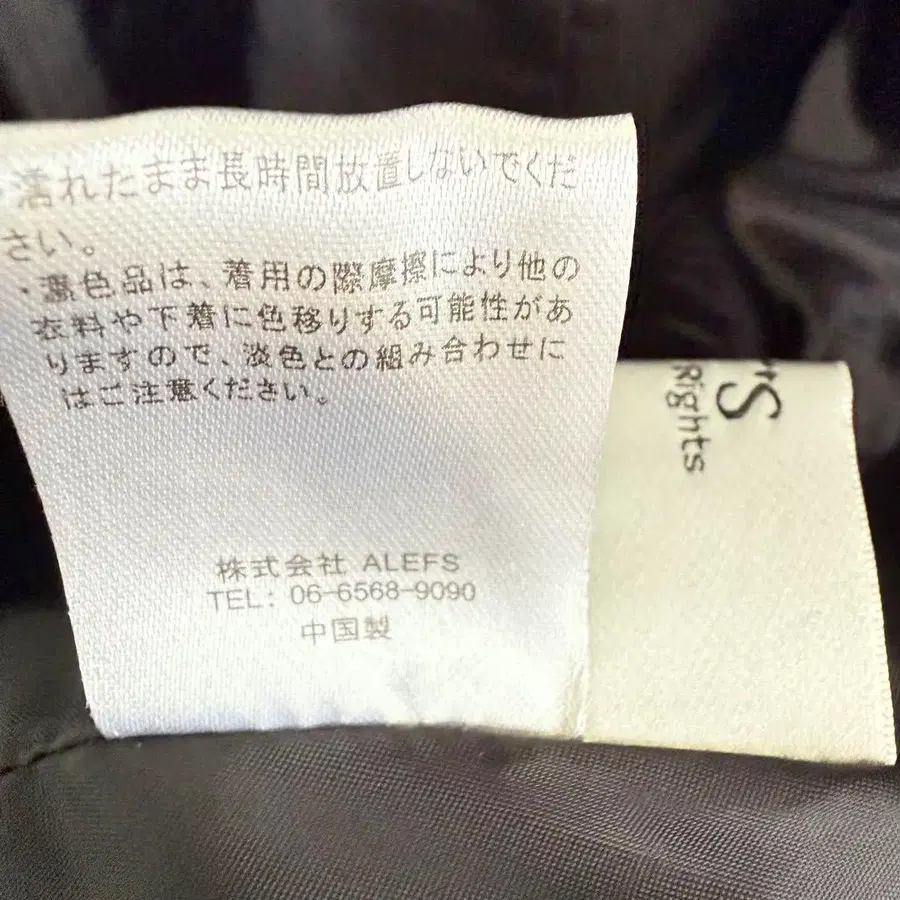 ・濡れたまま長時間放置しないでくだ
さい。
・濃色品は、着用の際摩擦により他の
衣料や下着に色移りする可能性があ
りますので、淡色との組み合わせに
はご注意ください。
株式会社 ALEFS
TEL: 06-6568-9090
中国製
Rights